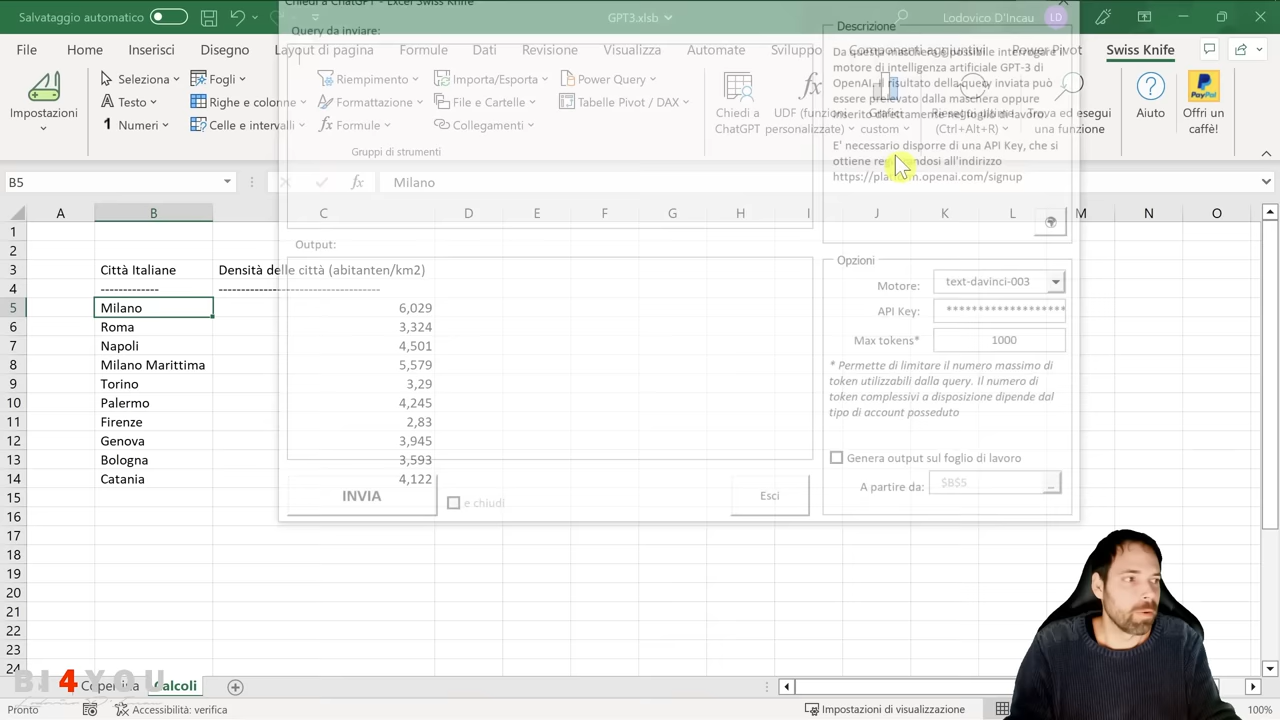 Salvataggio automatico
GPT3.xlsb
Lodovico D'Incau
LD
Chiedi a ChatGPT - Excel Swiss Knife
File
Home
Inserisci
Disegno
Layout di pagina
Formule
Dati
Revisione
Visualizza
Automate
Sviluppo
Componenti aggiuntivi
Power Pivot
Swiss Knife
Impostazioni
Seleziona
Testo
Numeri
Fogli
Righe e colonne
Celle e intervalli
Riempimento
Formattazione
Formule
Importa/Esporta
File e Cartelle
Collegamenti
Power Query
Tabelle Pivot / DAX
Gruppi di strumenti
Chiedi a
ChatGPT
UDF (funzioni
personalizzate)
Grafici
custom
(Ctrl+Alt+R)
Trova ed esegui
una funzione
Aiuto
PayPal
Offri un
caffè!
B5
fx
Milano
Query da inviare:
Output:
INVIA
e chiudi
Esci
Descrizione
Da questa maschera è possibile interrogare il
motore di intelligenza artificiale GPT-3 di
OpenAI. Il risultato della query inviata può
essere prelevato dalla maschera oppure
inserito direttamente nel foglio di lavoro.
E' necessario disporre di una API Key, che si
ottiene registrandosi all'indirizzo
https://platform.openai.com/signup
Opzioni
Motore:
text-davinci-003
API Key:
*******************
Max tokens*
1000
* Permette di limitare il numero massimo di
token utilizzabili dalla query. Il numero di
token complessivi a disposizione dipende dal
tipo di account posseduto
Genera output sul foglio di lavoro
A partire da:
$B$5
A B C D E F G H I J K L M N O
1
2
3 Città Italiane Densità delle città (abitanten/km2)
4 ------------- ------------------------------------
5 Milano 6,029
6 Roma 3,324
7 Napoli 4,501
8 Milano Marittima 5,579
9 Torino 3,29
10 Palermo 4,245
11 Firenze 2,83
12 Genova 3,945
13 Bologna 3,593
14 Catania 4,122
15
16
17
18
19
20
21
22
23
24
BI4YOU
Copertina
Calcoli
Pronto
Accessibilità: verifica
Impostazioni di visualizzazione
100%